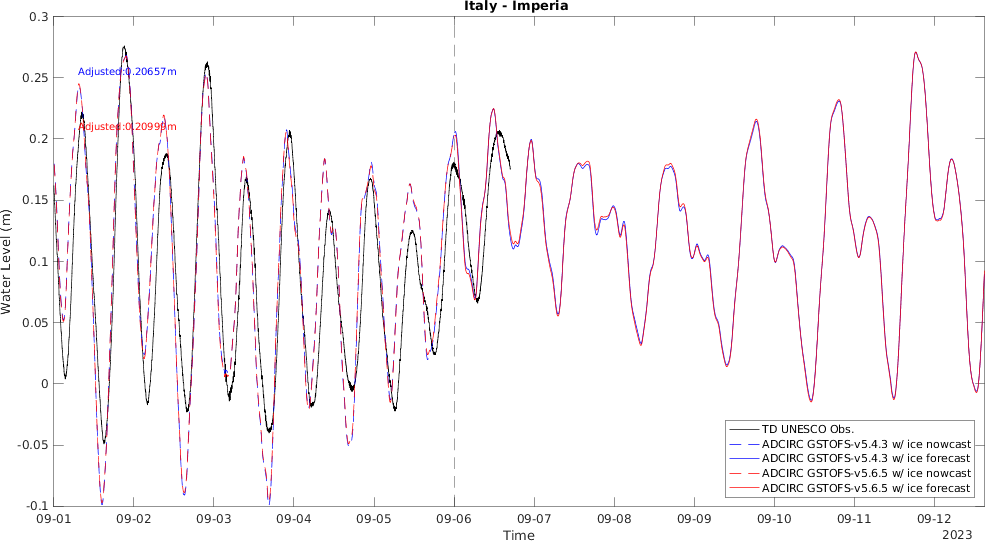 Italy - Imperia
0.3
0.25
0.2
0.15
0.1
0.05
0
-0.05
-0.1
Water Level (m)
Adjusted:0.20657m
Adjusted:0.20999m
TD UNESCO Obs.
ADCIRC GSTOFS-v5.4.3 w/ ice nowcast
ADCIRC GSTOFS-v5.4.3 w/ ice forecast
ADCIRC GSTOFS-v5.6.5 w/ ice nowcast
ADCIRC GSTOFS-v5.6.5 w/ ice forecast
09-01 09-02 09-03 09-04 09-05 09-06 09-07 09-08 09-09 09-10 09-11 09-12
Time
2023